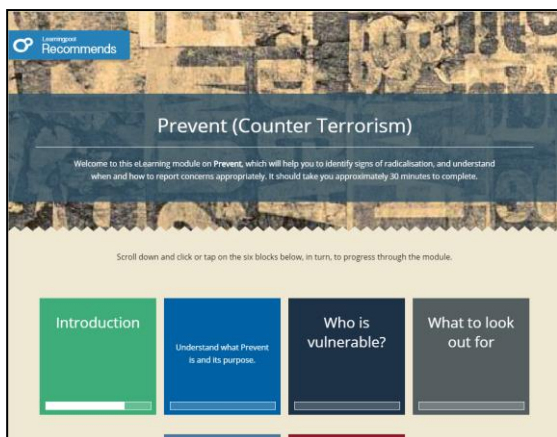 Learningpool
Recommends
Prevent (Counter Terrorism)
Welcome to this eLearning module on Prevent, which will help you to identify signs of radicalisation, and understand
when and how to report concerns appropriately. It should take you approximately 30 minutes to complete.
Scroll down and click or tap on the six blocks below, in turn, to progress through the module.
Introduction
Understand what Prevent
is and its purpose.
Who is
vulnerable?
What to look
out for